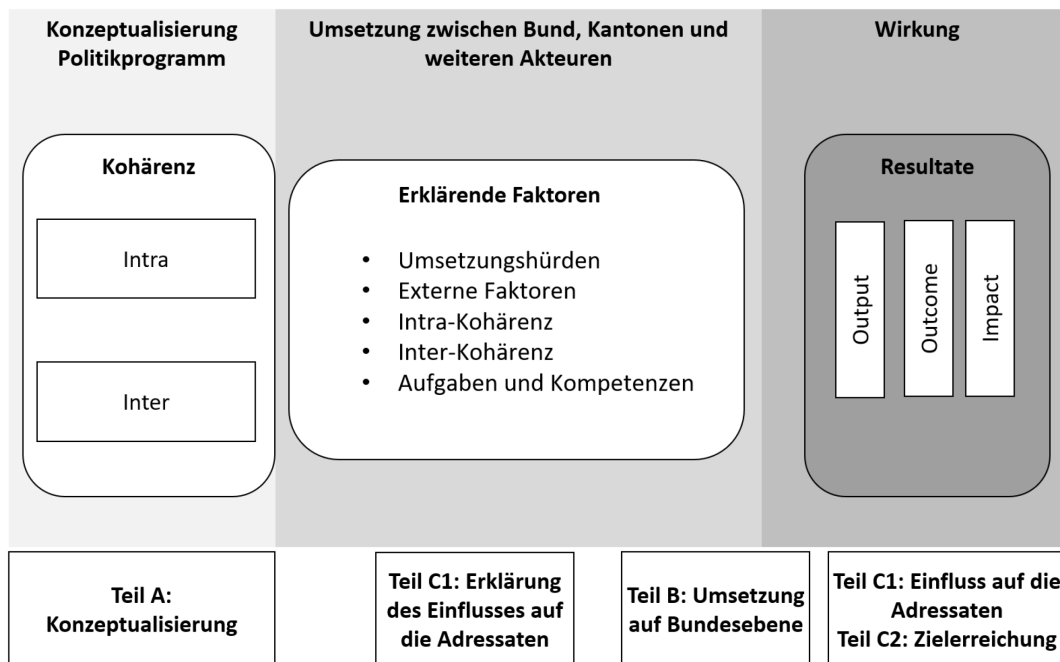 Konzeptualisierung
Politikprogramm
Umsetzung zwischen Bund, Kantonen und
weiteren Akteuren
Wirkung
Kohärenz
Intra
Inter
Erklärende Faktoren
• Umsetzungshürden
• Externe Faktoren
• Intra-Kohärenz
• Inter-Kohärenz
• Aufgaben und Kompetenzen
Resultate
Output
Outcome
Impact
Teil A:
Konzeptualisierung
Teil C1: Erklärung
des Einflusses auf
die Adressaten
Teil B: Umsetzung
auf Bundesebene
Teil C1: Einfluss auf die
Adressaten
Teil C2: Zielerreichung